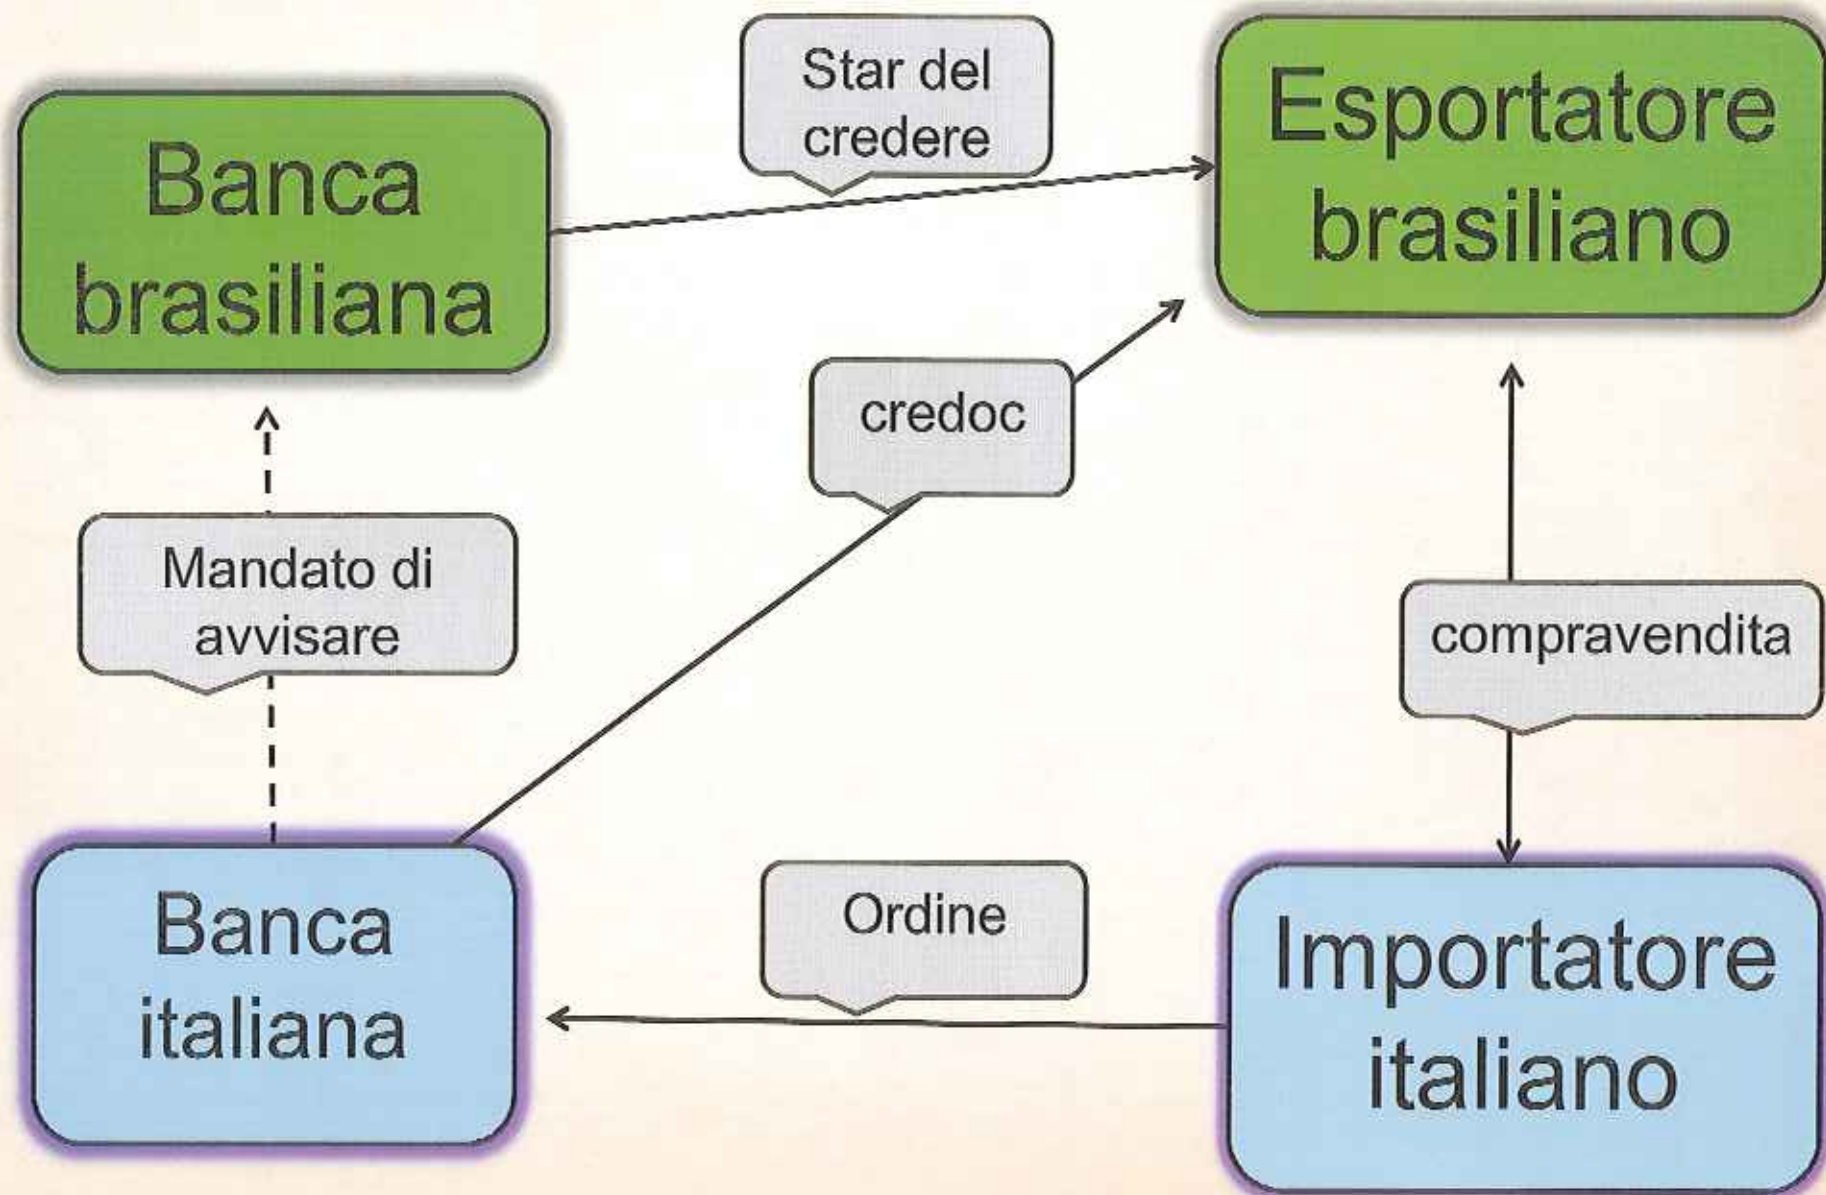 Star del
credere
Esportatore
brasiliano
Banca
brasiliana
credoc
Mandato di
avvisare
compravendita
Banca
italiana
Ordine
Importatore
italiano